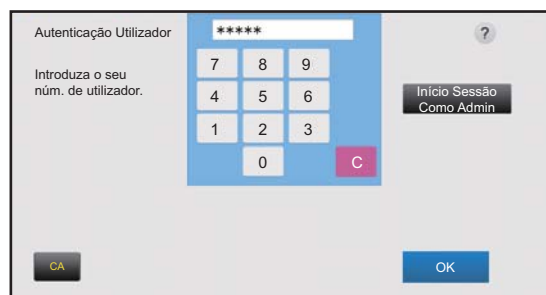 Autenticação Utilizador
*****
?
Introduza o seu
núm. de utilizador.
7 8 9
4 5 6
1 2 3
0 C
Início Sessão
Como Admin
CA
OK